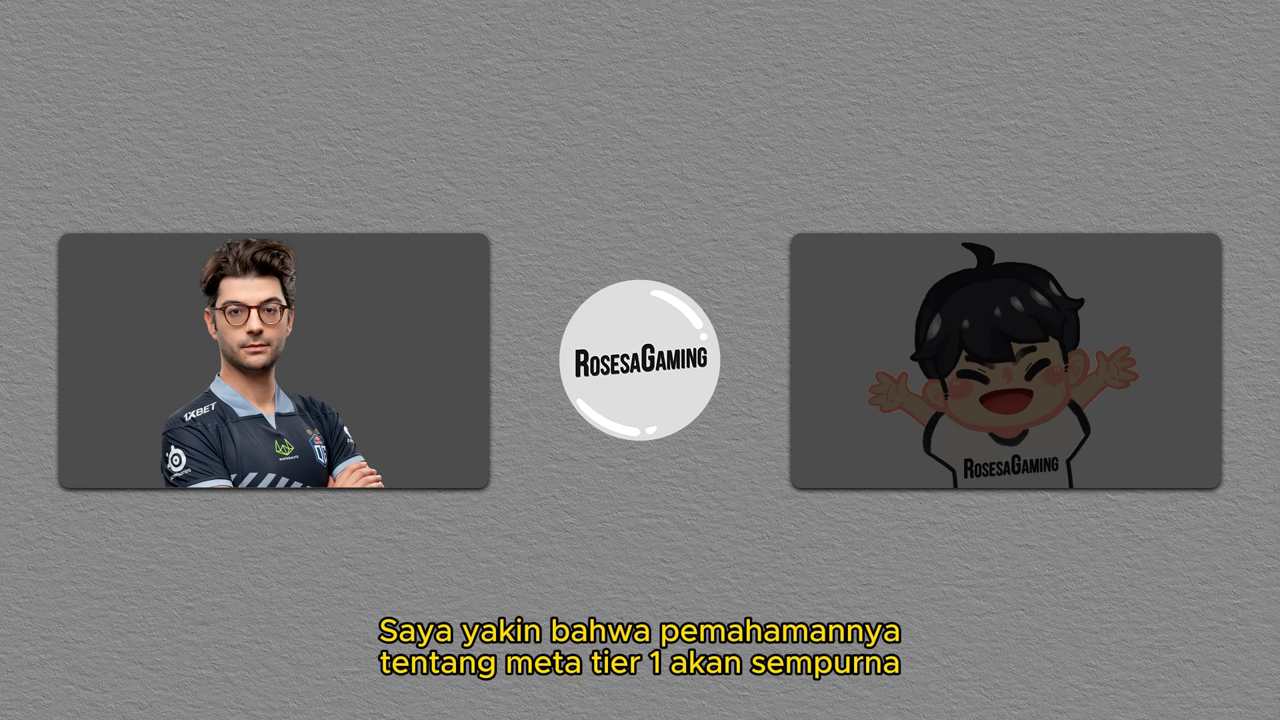 1XBET
ROSESAGAMING
ROSESAGAMING
Saya yakin bahwa pemahamannya
tentang meta tier 1 akan sempurna